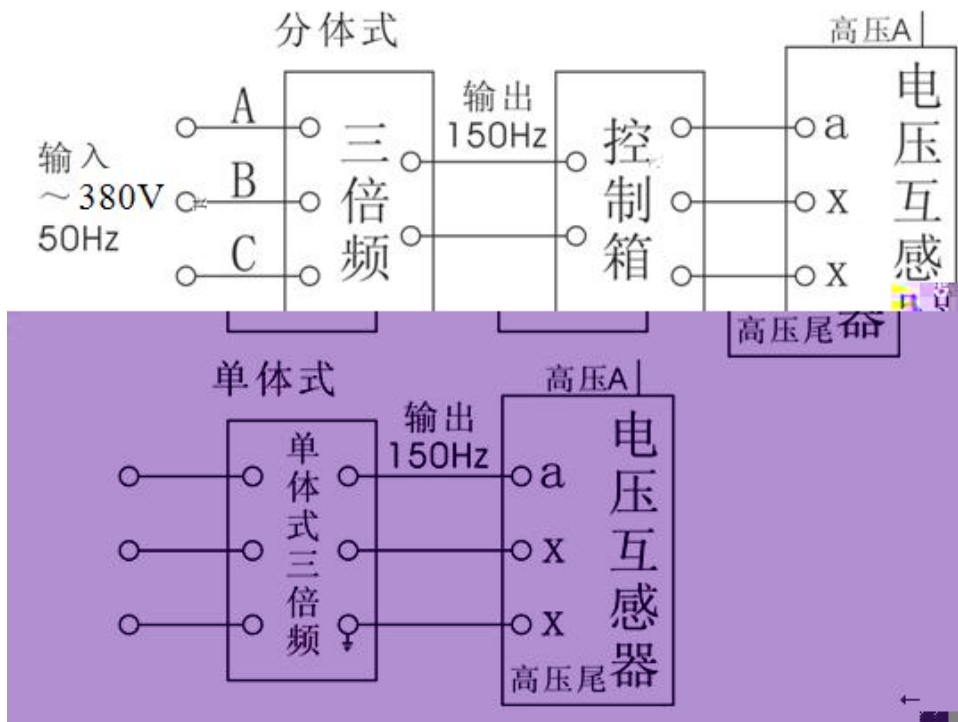 分体式
高压A
输入
～380V
50Hz
A
B
C
三倍频
输出
150Hz
控制箱
a
x
x
电压互感器
高压尾
单体式
高压A
单体式三倍频
输出
150Hz
a
x
x
电压互感器
高压尾